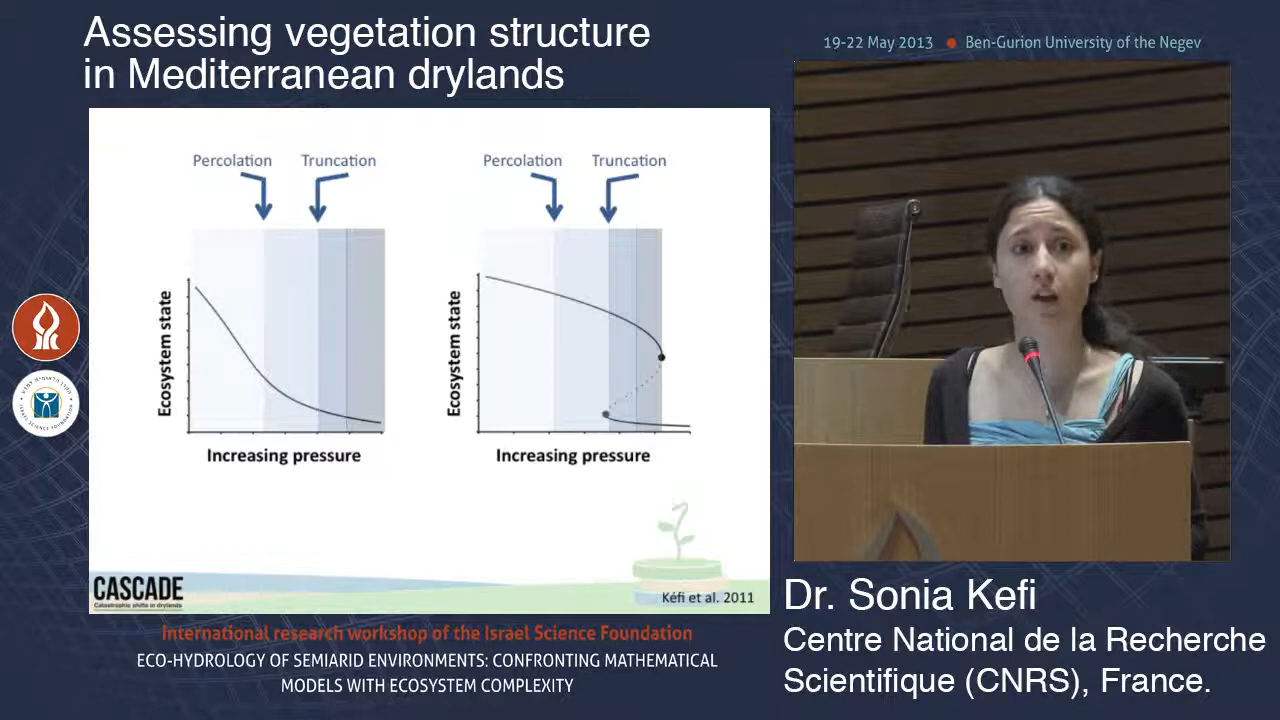 Assessing vegetation structure
in Mediterranean drylands
19-22 May 2013 ● Ben-Gurion University of the Negev
Percolation Truncation
Percolation Truncation
Ecosystem state
Increasing pressure
Ecosystem state
Increasing pressure
CASCADE
Catastrophic shifts in drylands
Kéfi et al. 2011
International research workshop of the Israel Science Foundation
ECO-HYDROLOGY OF SEMIARID ENVIRONMENTS: CONFRONTING MATHEMATICAL
MODELS WITH ECOSYSTEM COMPLEXITY
Dr. Sonia Kefi
Centre National de la Recherche
Scientifique (CNRS), France.